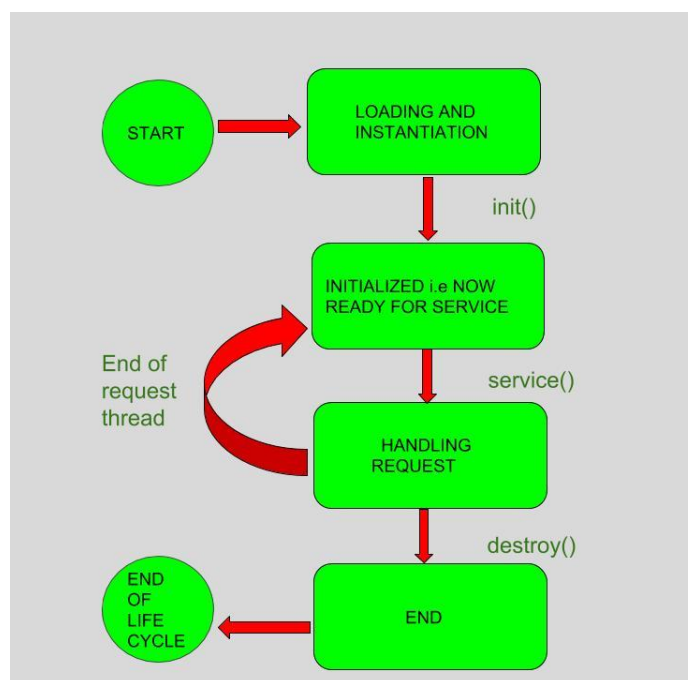 START
LOADING AND
INSTANTIATION
init()
INITIALIZED i.e NOW
READY FOR SERVICE
End of
request
thread
service()
HANDLING
REQUEST
destroy()
END
OF
LIFE
CYCLE
END